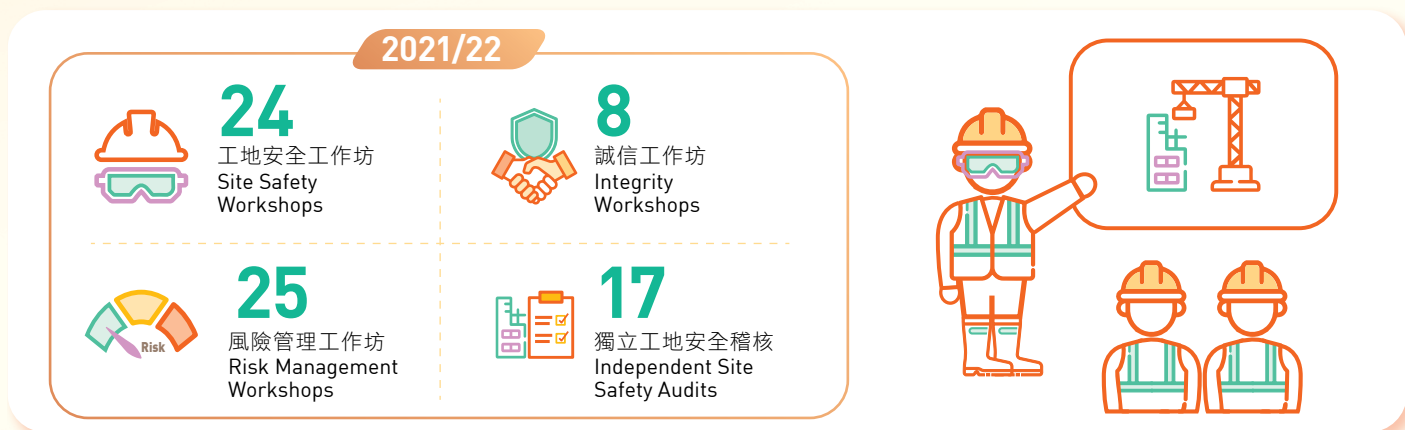 2021/22
24
工地安全工作坊
Site Safety
Workshops
8
誠信工作坊
Integrity
Workshops
Risk
25
風險管理工作坊
Risk Management
Workshops
17
獨立工地安全稽核
Independent Site
Safety Audits